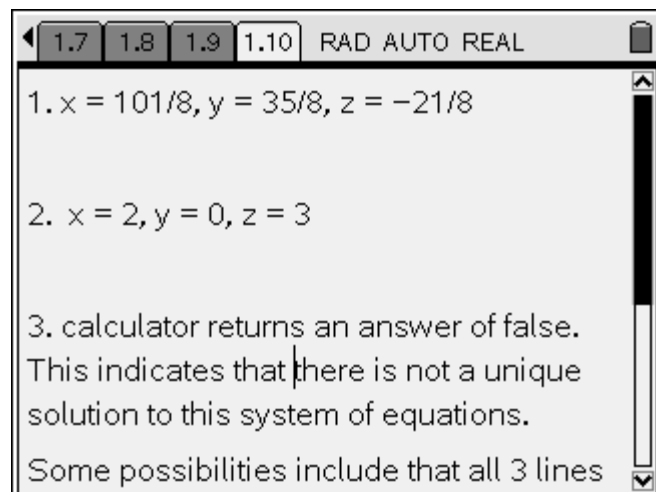 1.7 1.8 1.9 1.10 RAD AUTO REAL
1. x = 101/8, y = 35/8, z = −21/8
2. x = 2, y = 0, z = 3
3. calculator returns an answer of false.
This indicates that there is not a unique
solution to this system of equations.
Some possibilities include that all 3 lines